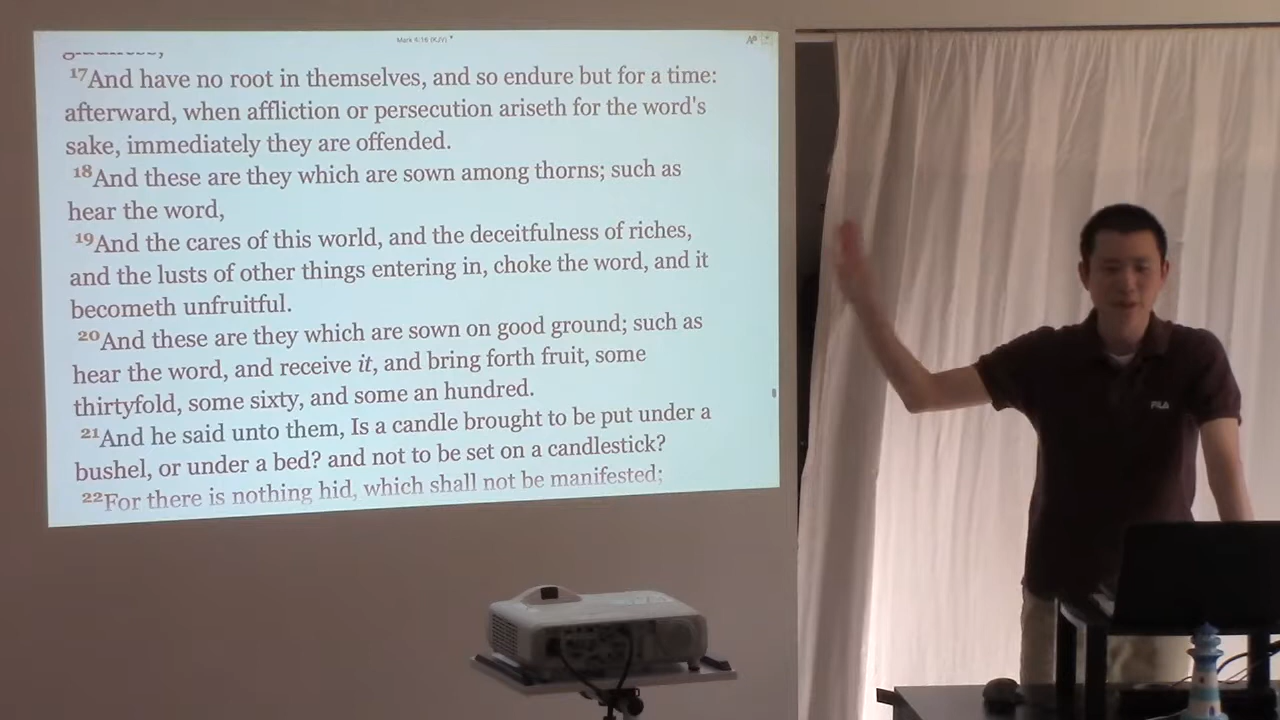 Mark 4:16 (KJV)
17And have no root in themselves, and so endure but for a time:
afterward, when affliction or persecution ariseth for the word's
sake, immediately they are offended.
18And these are they which are sown among thorns; such as
hear the word,
19And the cares of this world, and the deceitfulness of riches,
and the lusts of other things entering in, choke the word, and it
becometh unfruitful.
20And these are they which are sown on good ground; such as
hear the word, and receive it, and bring forth fruit, some
thirtyfold, some sixty, and some an hundred.
21And he said unto them, Is a candle brought to be put under a
bushel, or under a bed? and not to be set on a candlestick?
22For there is nothing hid, which shall not be manifested;
FILA